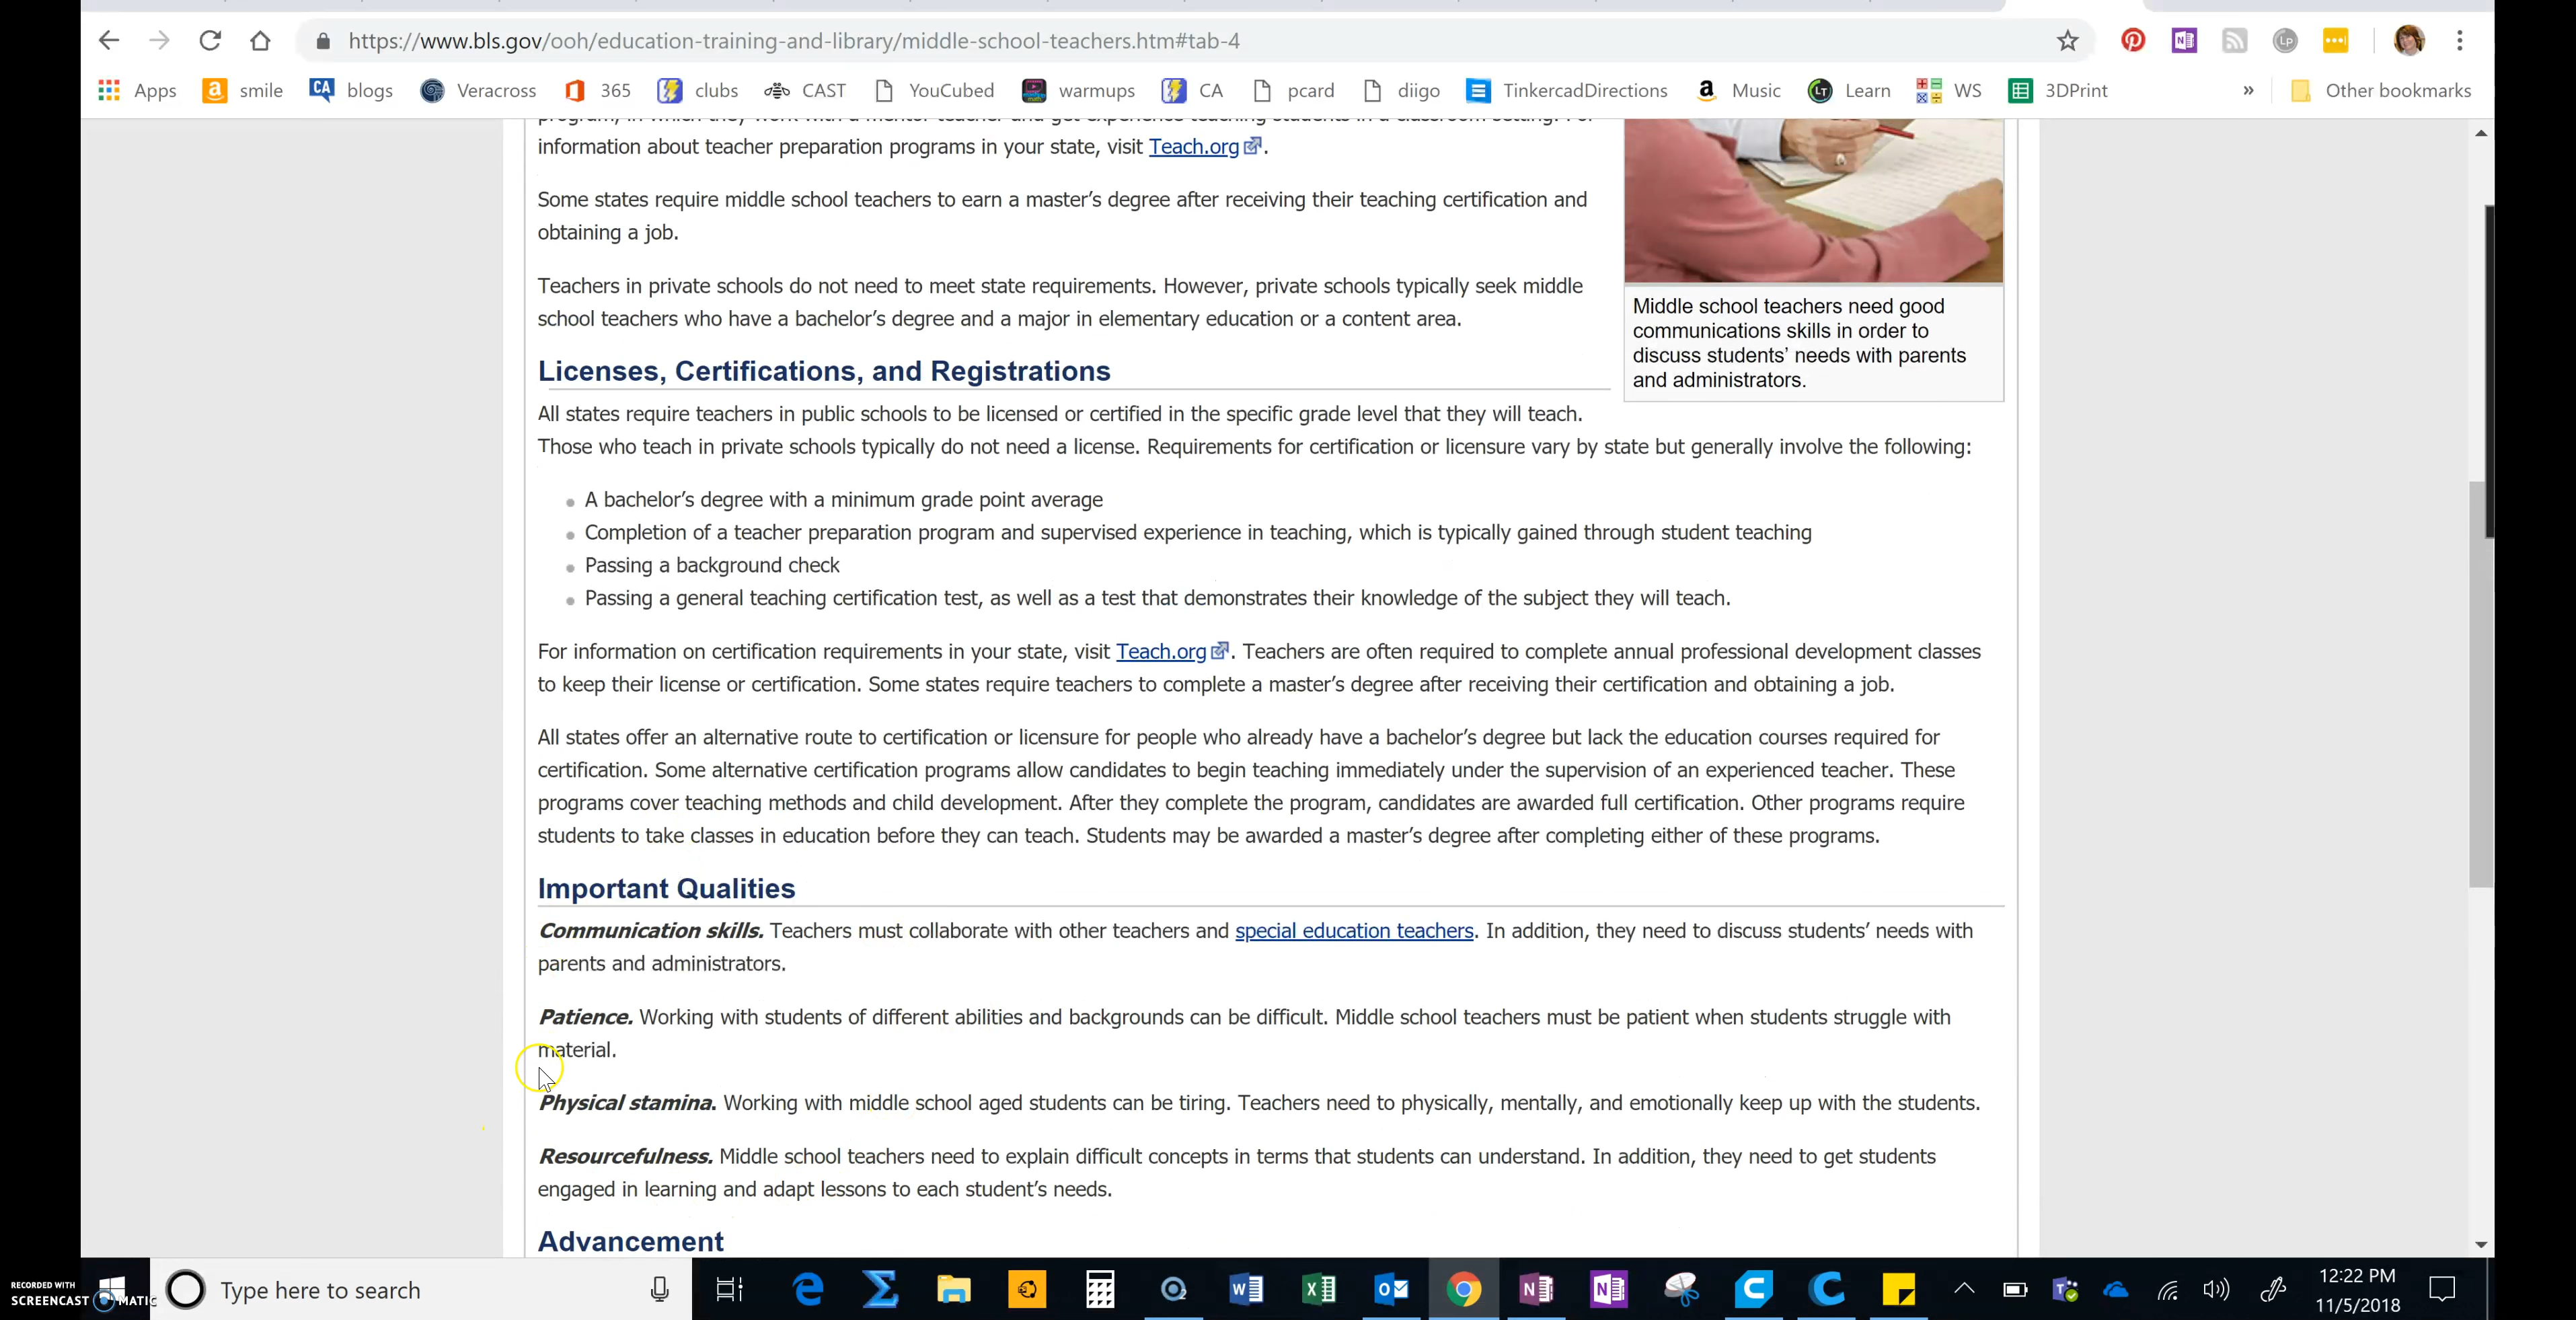 https://www.bls.gov/ooh/education-training-and-library/middle-school-teachers.htm#tab-4
Apps smile CA blogs Veracross 365 clubs CAST YouCubed warmups CA pcard diigo TinkercadDirections Music LT Learn WS 3DPrint » Other bookmarks
program, in which they work with a mentor teacher and get experience teaching students in a classroom setting. For
information about teacher preparation programs in your state, visit Teach.org.
Some states require middle school teachers to earn a master's degree after receiving their teaching certification and
obtaining a job.
Teachers in private schools do not need to meet state requirements. However, private schools typically seek middle
school teachers who have a bachelor's degree and a major in elementary education or a content area.
Middle school teachers need good
communications skills in order to
discuss students' needs with parents
and administrators.
Licenses, Certifications, and Registrations
All states require teachers in public schools to be licensed or certified in the specific grade level that they will teach.
Those who teach in private schools typically do not need a license. Requirements for certification or licensure vary by state but generally involve the following:
A bachelor's degree with a minimum grade point average
Completion of a teacher preparation program and supervised experience in teaching, which is typically gained through student teaching
Passing a background check
Passing a general teaching certification test, as well as a test that demonstrates their knowledge of the subject they will teach.
For information on certification requirements in your state, visit Teach.org. Teachers are often required to complete annual professional development classes
to keep their license or certification. Some states require teachers to complete a master's degree after receiving their certification and obtaining a job.
All states offer an alternative route to certification or licensure for people who already have a bachelor's degree but lack the education courses required for
certification. Some alternative certification programs allow candidates to begin teaching immediately under the supervision of an experienced teacher. These
programs cover teaching methods and child development. After they complete the program, candidates are awarded full certification. Other programs require
students to take classes in education before they can teach. Students may be awarded a master's degree after completing either of these programs.
Important Qualities
Communication skills. Teachers must collaborate with other teachers and special education teachers. In addition, they need to discuss students' needs with
parents and administrators.
Patience. Working with students of different abilities and backgrounds can be difficult. Middle school teachers must be patient when students struggle with
material.
Physical stamina. Working with middle school aged students can be tiring. Teachers need to physically, mentally, and emotionally keep up with the students.
Resourcefulness. Middle school teachers need to explain difficult concepts in terms that students can understand. In addition, they need to get students
engaged in learning and adapt lessons to each student's needs.
Advancement
RECORDED WITH
SCREENCAST MATIC
Type here to search
12:22 PM
11/5/2018